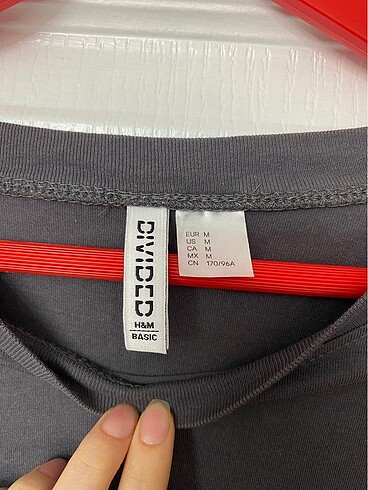 DIVIDED
H&M
BASIC
EUR M
US M
CA M
MX M
CN 170/96A